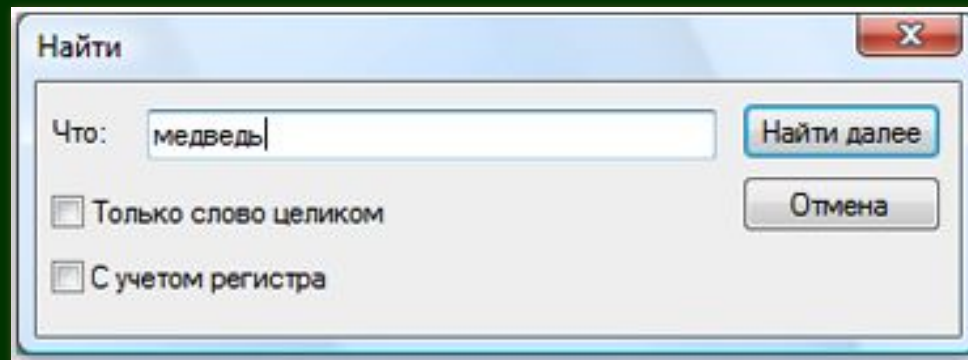 Найти
Что: медведь Найти далее
Только слово целиком Отмена
С учетом регистра